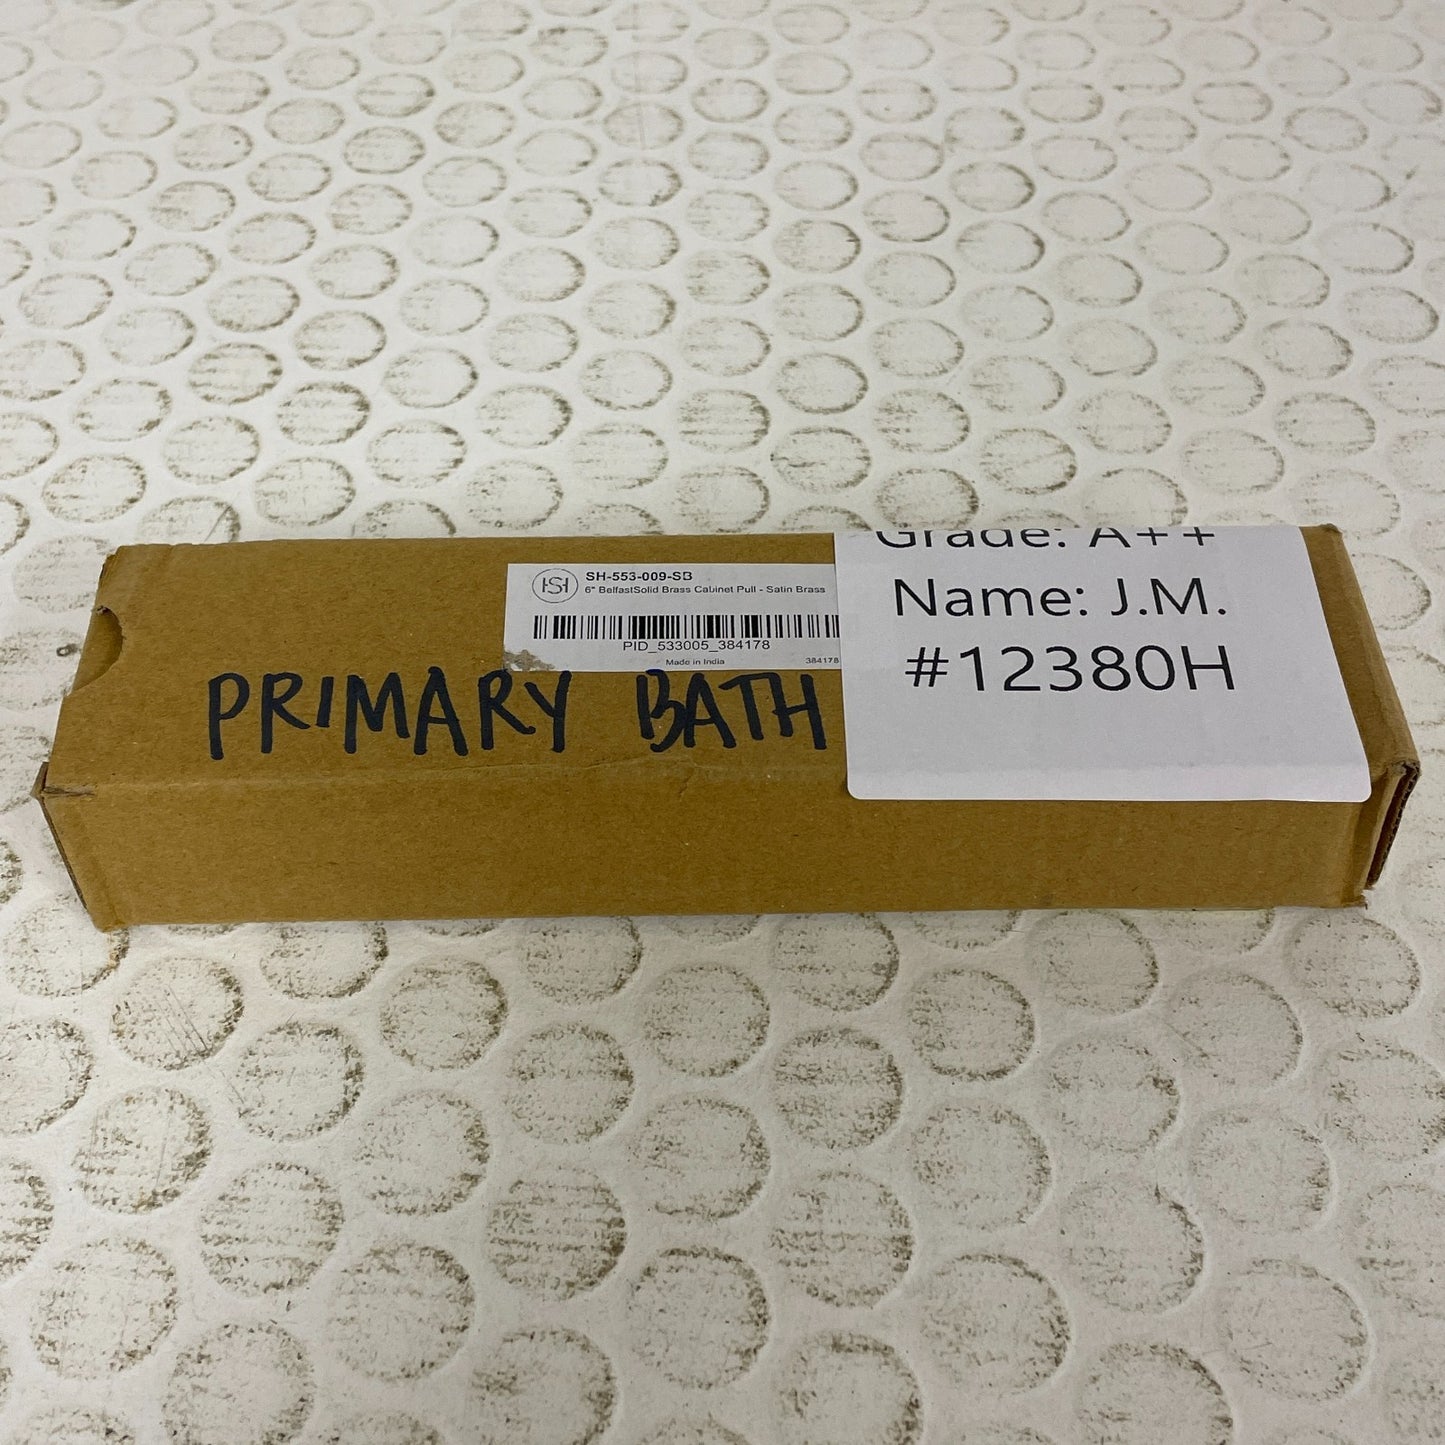 HSH
SH-553-009-SB
6" BelfastSolid Brass Cabinet Pull - Satin Brass
PID_533005_384178
Made in India 384178
PRIMARY BATH
Grade: A++
Name: J.M.
#12380H